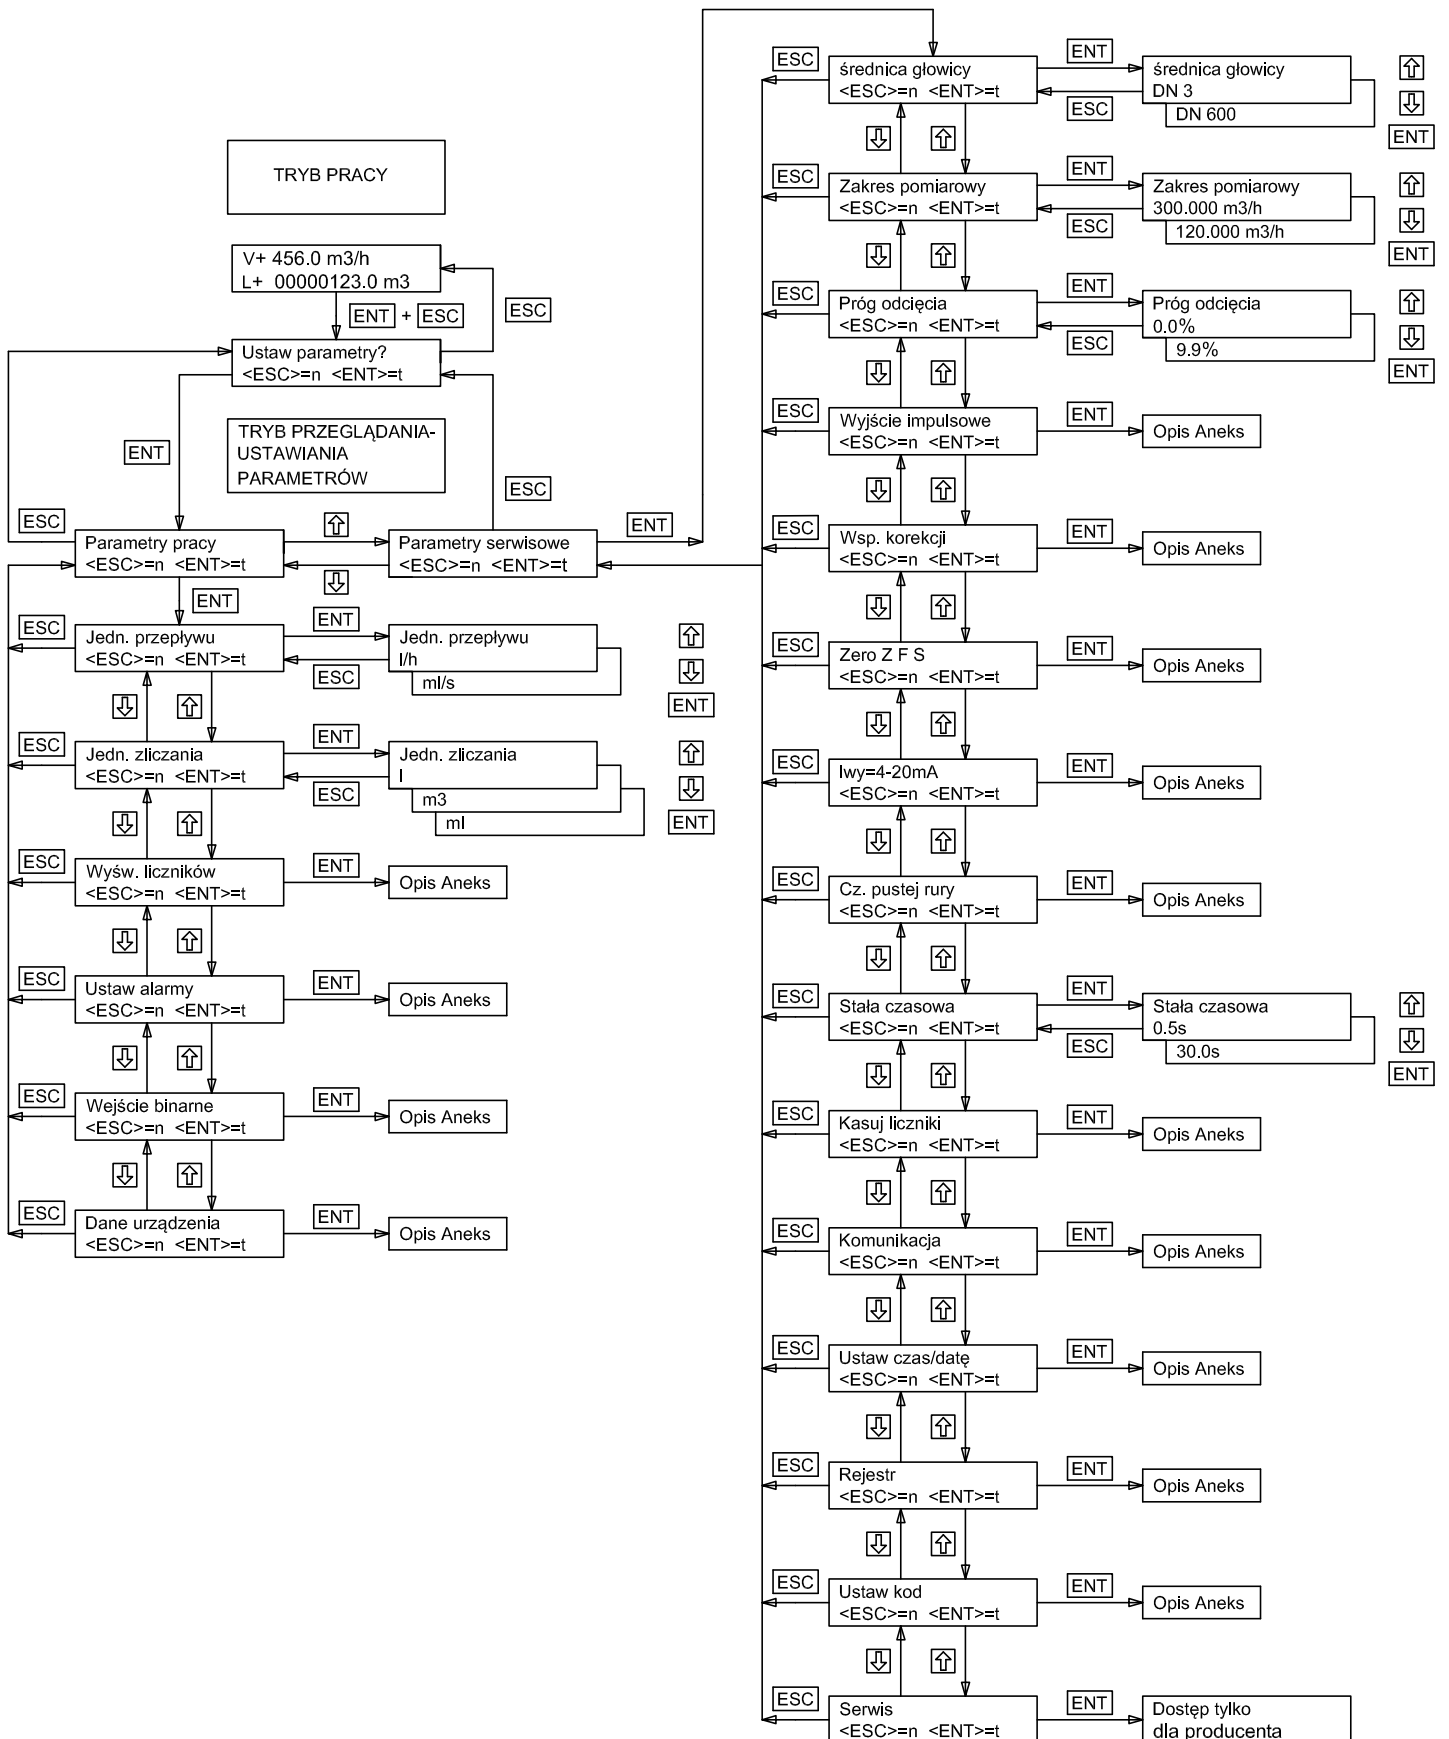 TRYB PRACY
V+ 456.0 m3/h
L+ 00000123.0 m3
ENT + ESC
ESC
Ustaw parametry?
<ESC>=n <ENT>=t
TRYB PRZEGLĄDANIA-
USTAWIANIA
PARAMETRÓW
ENT
ESC
ESC
Parametry pracy
<ESC>=n <ENT>=t
Parametry serwisowe
<ESC>=n <ENT>=t
ENT
ENT
ESC
Jedn. przepływu
<ESC>=n <ENT>=t
ENT
ESC
Jedn. przepływu
l/h
ml/s
ENT
ESC
Jedn. zliczania
<ESC>=n <ENT>=t
ENT
ESC
Jedn. zliczania
l
m3
ml
ENT
ESC
Wyśw. liczników
<ESC>=n <ENT>=t
ENT
Opis Aneks
ESC
Ustaw alarmy
<ESC>=n <ENT>=t
ENT
Opis Aneks
ESC
Wejście binarne
<ESC>=n <ENT>=t
ENT
Opis Aneks
ESC
Dane urządzenia
<ESC>=n <ENT>=t
ENT
Opis Aneks
ESC
średnica głowicy
<ESC>=n <ENT>=t
ENT
ESC
średnica głowicy
DN 3
DN 600
ENT
ESC
Zakres pomiarowy
<ESC>=n <ENT>=t
ENT
ESC
Zakres pomiarowy
300.000 m3/h
120.000 m3/h
ENT
ESC
Próg odcięcia
<ESC>=n <ENT>=t
ENT
ESC
Próg odcięcia
0.0%
9.9%
ENT
ESC
Wyjście impulsowe
<ESC>=n <ENT>=t
ENT
Opis Aneks
ESC
Wsp. korekcji
<ESC>=n <ENT>=t
ENT
Opis Aneks
ESC
Zero Z F S
<ESC>=n <ENT>=t
ENT
Opis Aneks
ESC
Iwy=4-20mA
<ESC>=n <ENT>=t
ENT
Opis Aneks
ESC
Cz. pustej rury
<ESC>=n <ENT>=t
ENT
Opis Aneks
ESC
Stała czasowa
<ESC>=n <ENT>=t
ENT
ESC
Stała czasowa
0.5s
30.0s
ENT
ESC
Kasuj liczniki
<ESC>=n <ENT>=t
ENT
Opis Aneks
ESC
Komunikacja
<ESC>=n <ENT>=t
ENT
Opis Aneks
ESC
Ustaw czas/datę
<ESC>=n <ENT>=t
ENT
Opis Aneks
ESC
Rejestr
<ESC>=n <ENT>=t
ENT
Opis Aneks
ESC
Ustaw kod
<ESC>=n <ENT>=t
ENT
Opis Aneks
ESC
Serwis
<ESC>=n <ENT>=t
ENT
Dostęp tylko
dla producenta